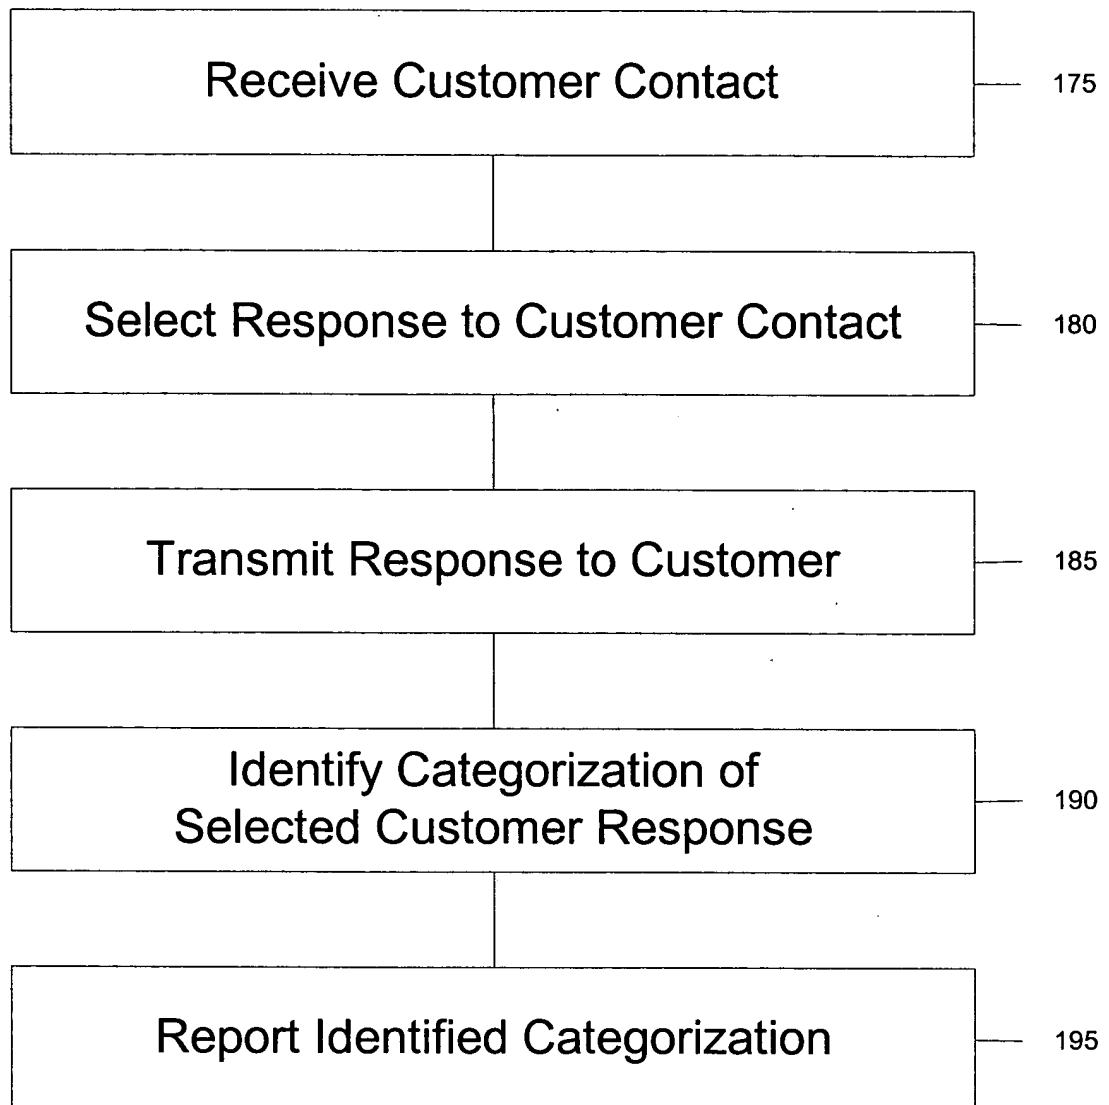 Receive Customer Contact
175
Select Response to Customer Contact
180
Transmit Response to Customer
185
Identify Categorization of
Selected Customer Response
190
Report Identified Categorization
195